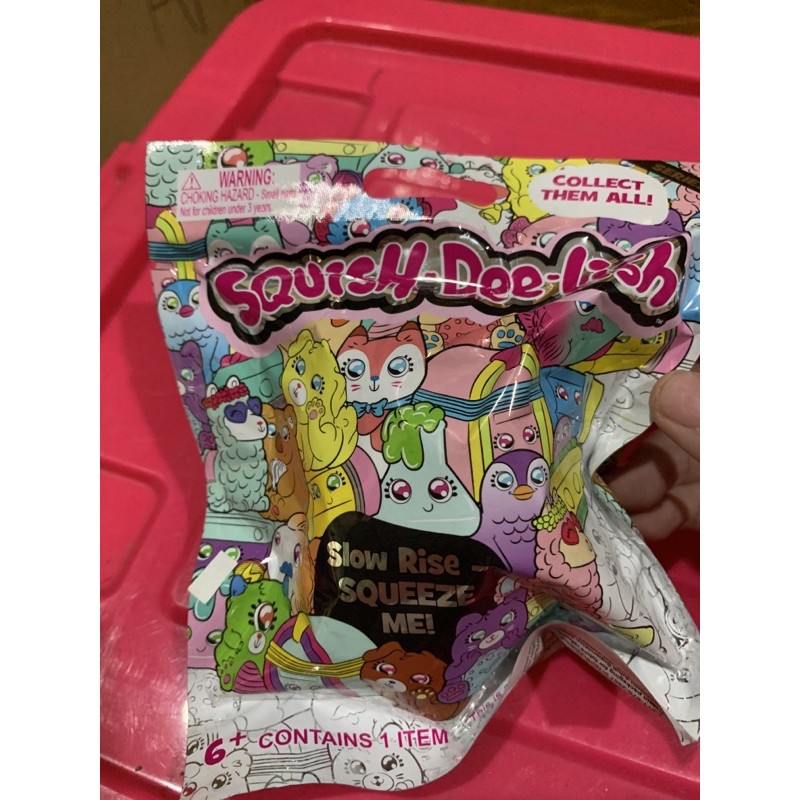 WARNING:
CHOKING HAZARD - Small parts
Not for children under 3 years.
COLLECT
THEM ALL!
SQUISH-Dee-Lish
Slow Rise -
SQUEEZE
ME!
6+ CONTAINS 1 ITEM